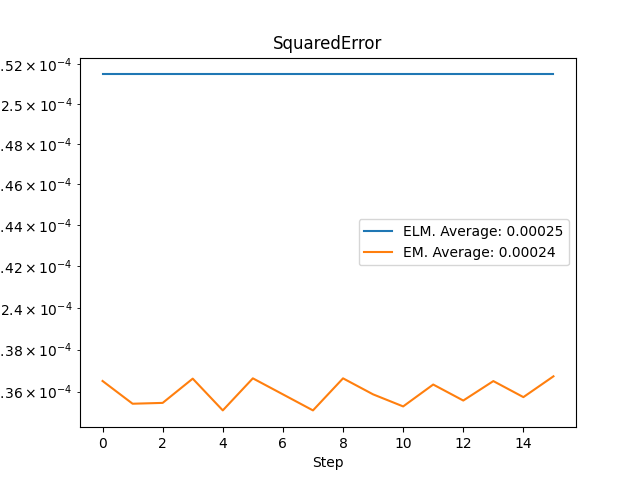 SquaredError
.52 × 10⁻⁴
2.5 × 10⁻⁴
.48 × 10⁻⁴
.46 × 10⁻⁴
.44 × 10⁻⁴
.42 × 10⁻⁴
2.4 × 10⁻⁴
.38 × 10⁻⁴
.36 × 10⁻⁴
ELM. Average: 0.00025
EM. Average: 0.00024
0 2 4 6 8 10 12 14
Step